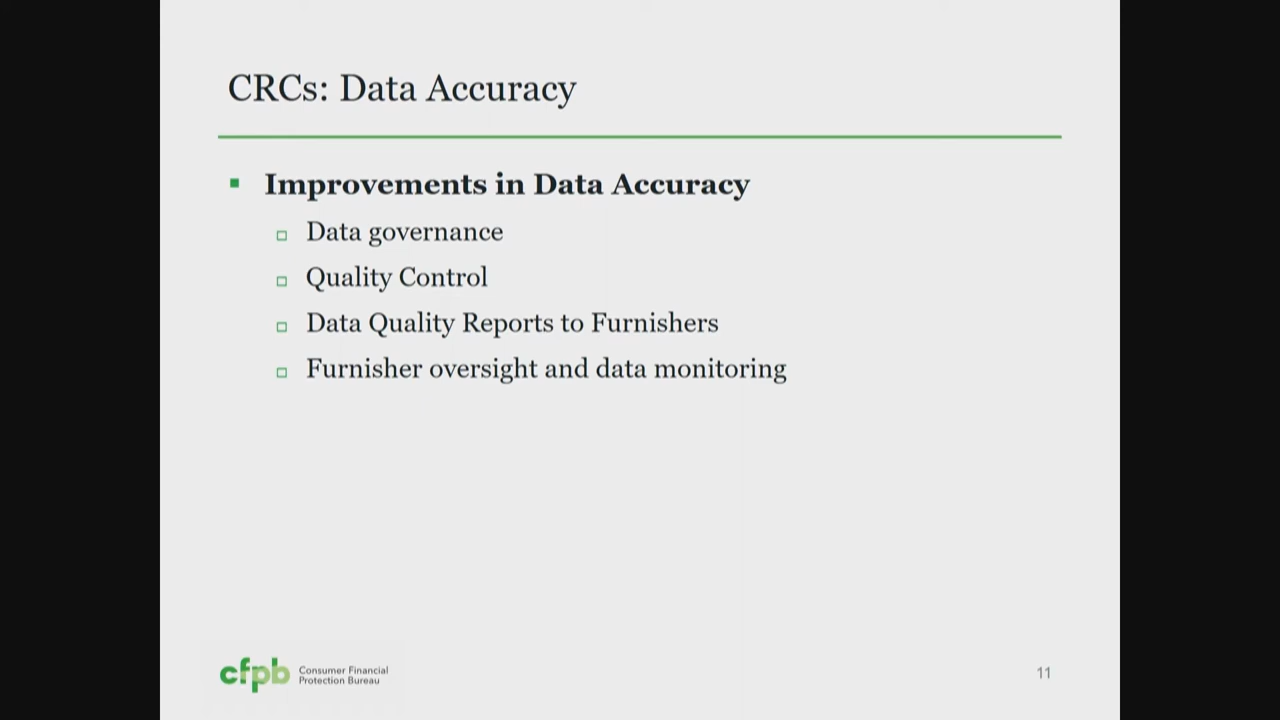 CRCs: Data Accuracy
Improvements in Data Accuracy
Data governance
Quality Control
Data Quality Reports to Furnishers
Furnisher oversight and data monitoring
cfpb
Consumer Financial
Protection Bureau
11